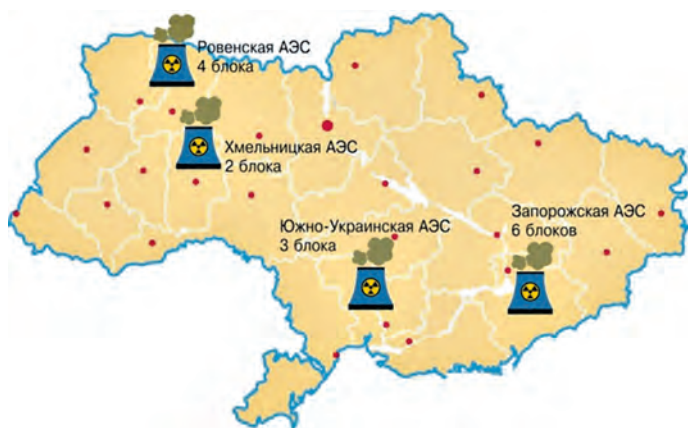 Ровенская АЭС
4 блока
Хмельницкая АЭС
2 блока
Южно-Украинская АЭС
3 блока
Запорожская АЭС
6 блоков